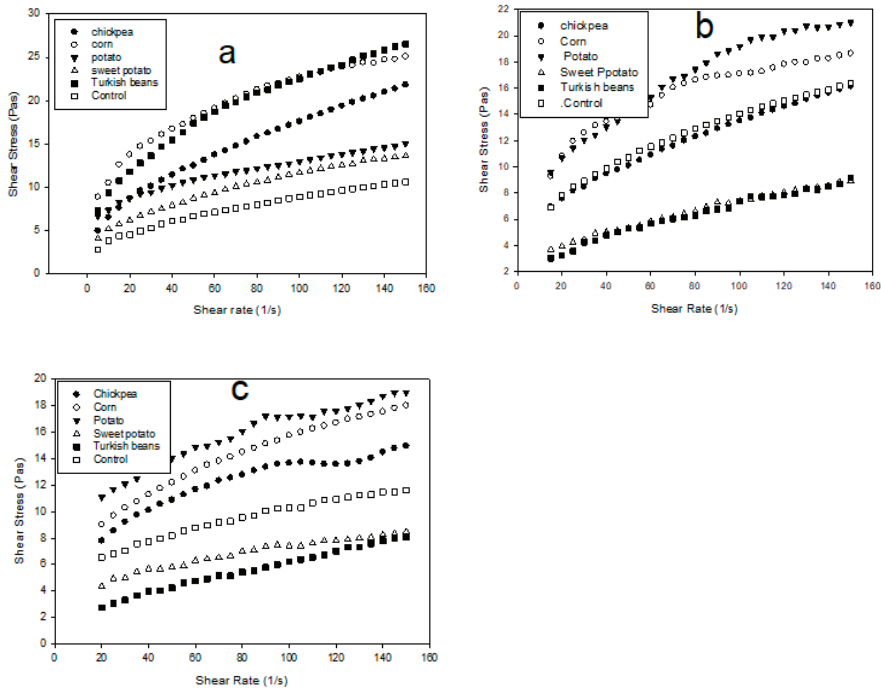 a
chickpea
corn
potato
sweet potato
Turkish beans
Control
30
25
20
15
10
5
0
0 20 40 60 80 100 120 140 160
Shear Stress (Pas)
Shear rate (1/s)
b
chickpea
Corn
Potato
Sweet Ppotato
Turkish beans
.Control
22
20
18
16
14
12
10
8
6
4
2
0 20 40 60 80 100 120 140 160
Shear Stress (Pas)
Shear Rate (1/s)
c
Chickpea
Corn
Potato
Sweet potato
Turkish beans
Control
20
18
16
14
12
10
8
6
4
2
0
0 20 40 60 80 100 120 140 160
Shear Stress (Pas)
Shear Rate (1/s)